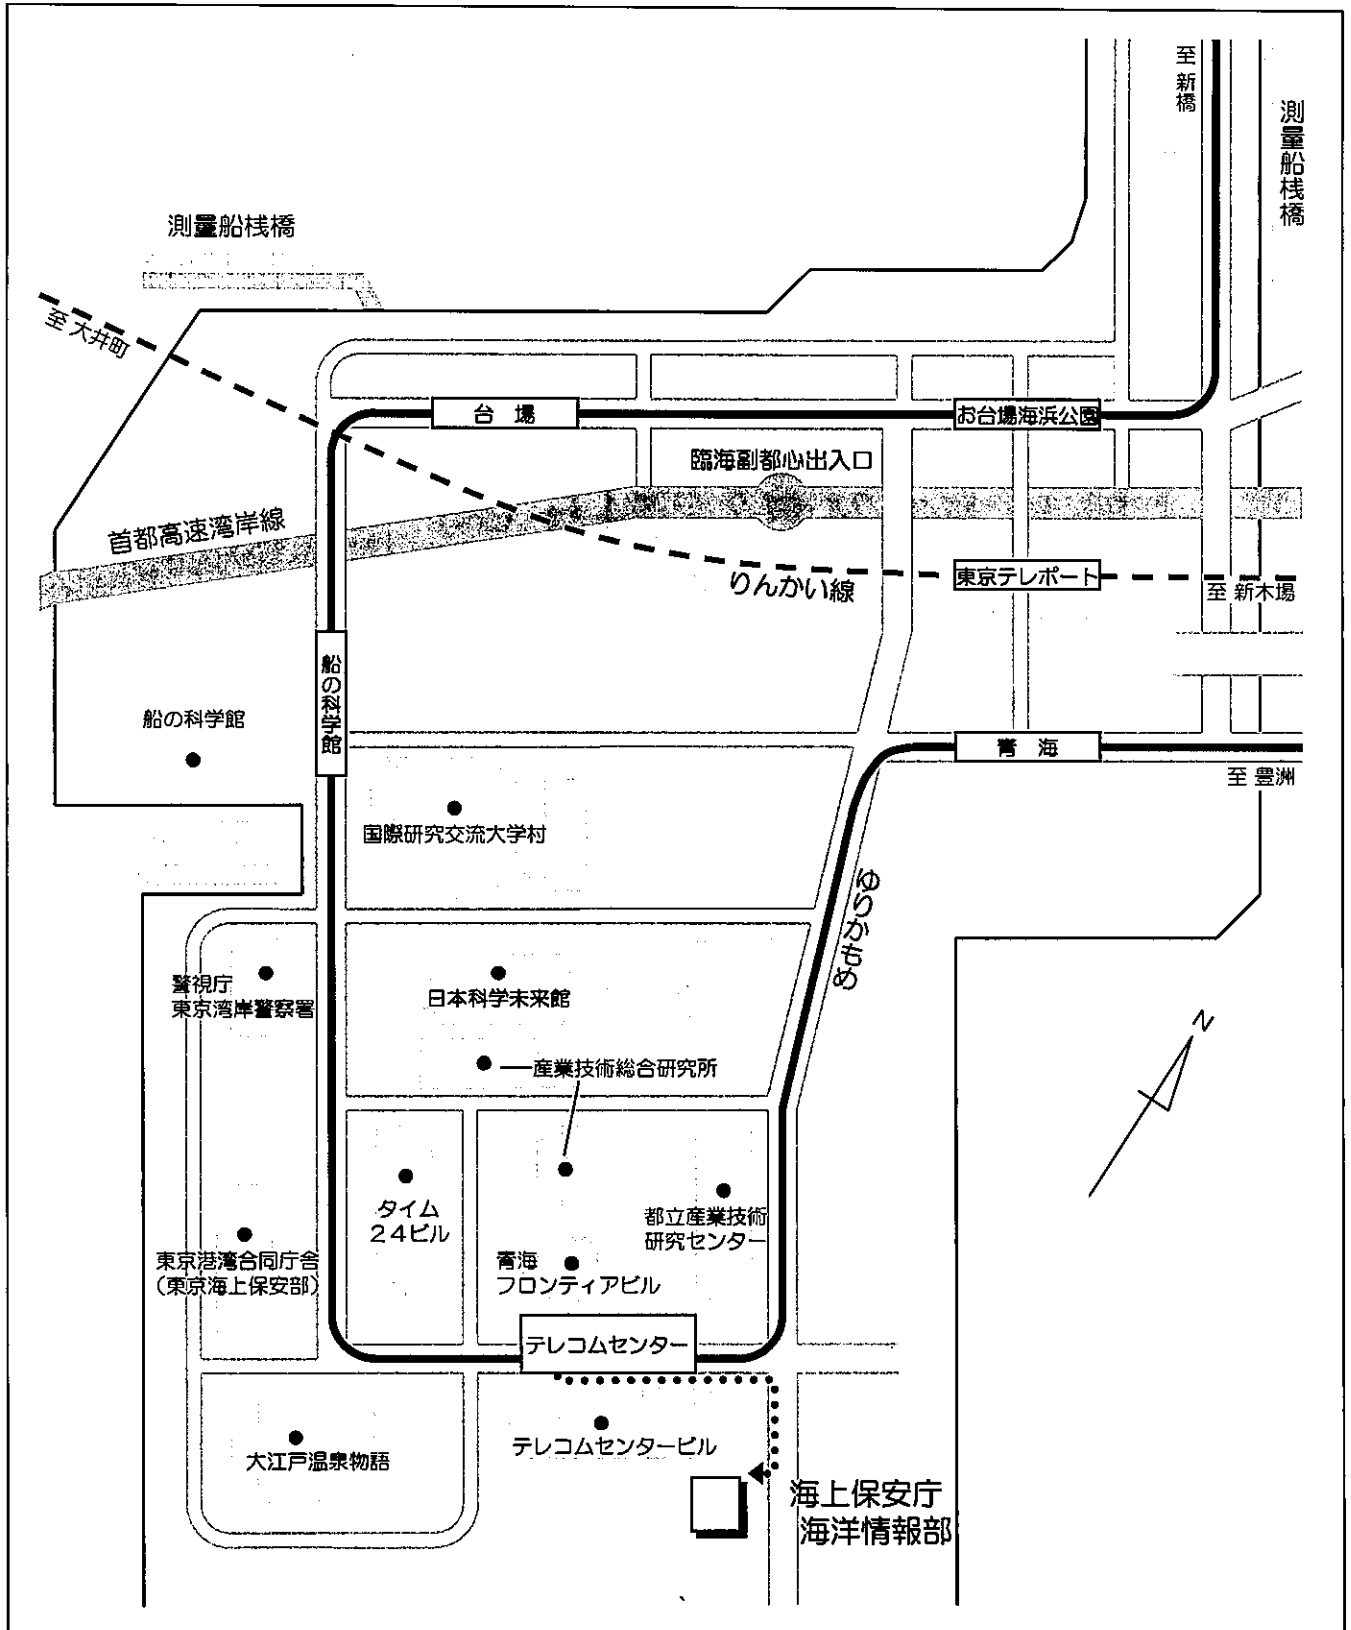 至 新橋
測量船桟橋
測量船桟橋
至 大井町
台 場
お台場海浜公園
臨海副都心出入口
首都高速湾岸線
りんかい線
東京テレポート
至 新木場
船の科学館
船の科学館
青 海
至 豊洲
国際研究交流大学村
ゆりかもめ
警視庁
東京湾岸警察署
日本科学未来館
産業技術総合研究所
N
タイム
24ビル
都立産業技術
研究センター
東京港湾合同庁舎
(東京海上保安部)
青海
フロンティアビル
テレコムセンター
大江戸温泉物語
テレコムセンタービル
海上保安庁
海洋情報部